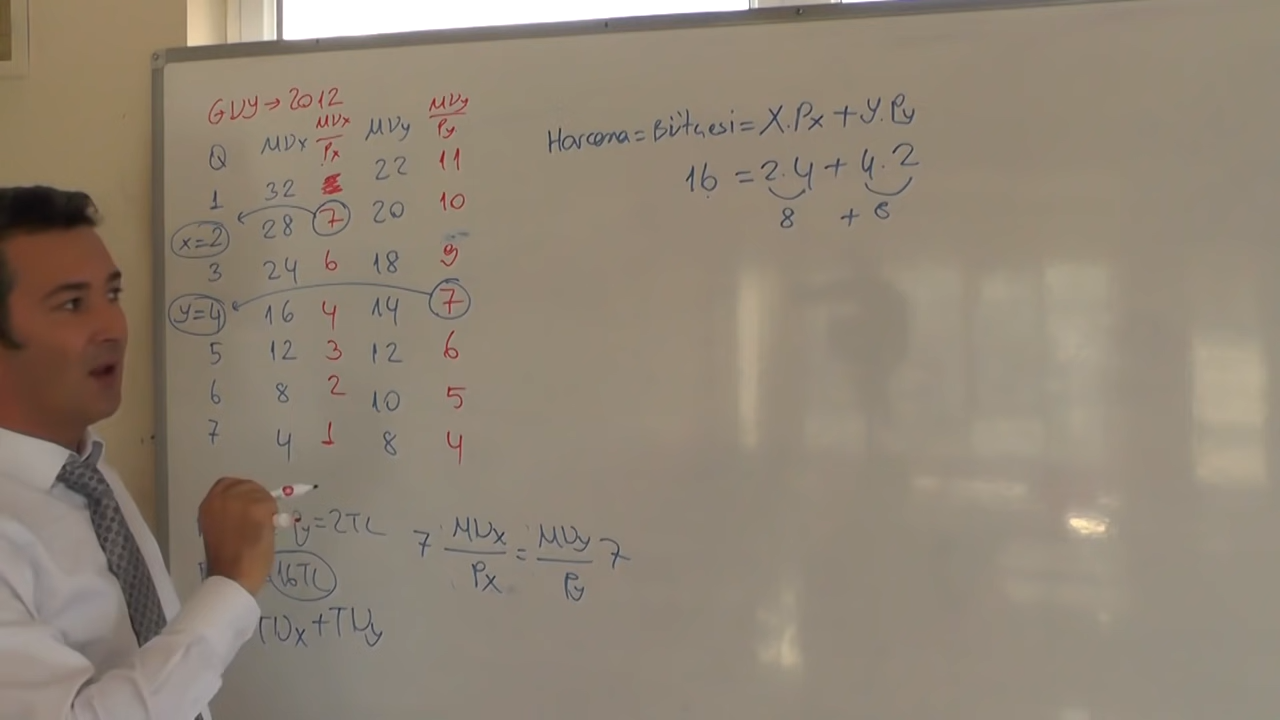 GUY → 2012
Q MUx MUx/Px MUy MUy/Py
1 32 8 22 11
x=2 28 7 20 10
3 24 6 18 9
y=4 16 4 14 7
5 12 3 12 6
6 8 2 10 5
7 4 1 8 4
Py=2TL
16TL
TUx+TUy
7 MUx/Px = MUy/Py 7
Harcama = Bütçesi = X.Px + Y.Py
16 = 2.4 + 4.2
8 + 8